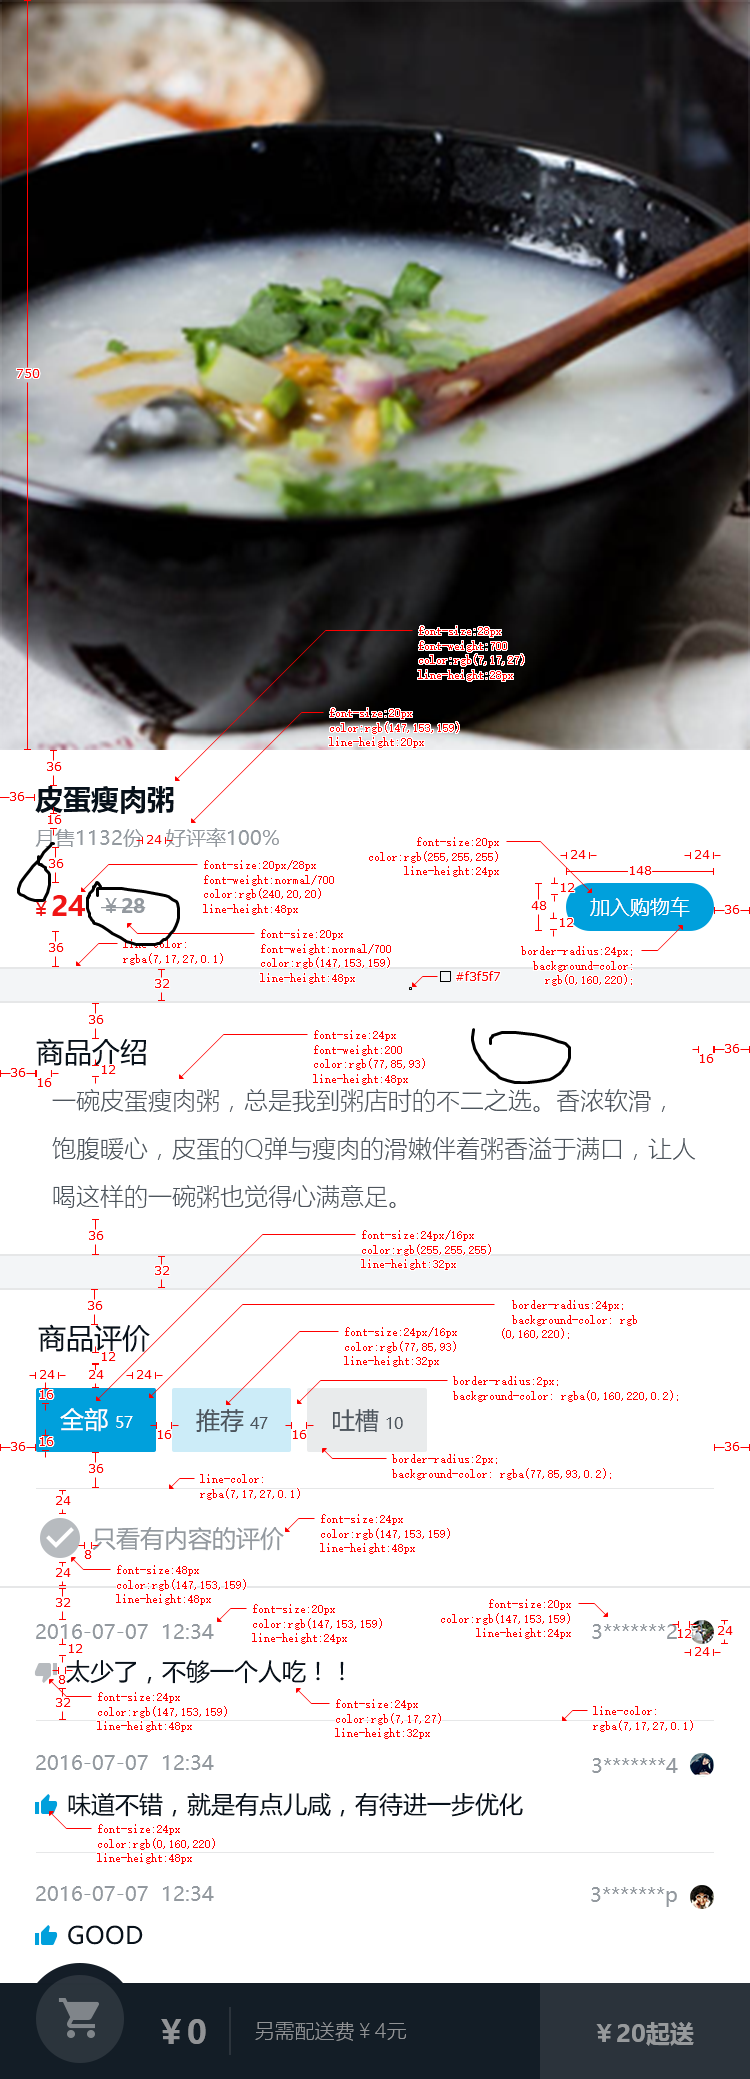 750
font-size:28px
font-weight:700
color:rgb(7,17,27)
line-height:28px
font-size:20px
color:rgb(147,153,159)
line-height:20px
36
36
皮蛋瘦肉粥
16
月售1132份
24
好评率100%
36
font-size:20px/28px
font-weight:normal/700
color:rgb(240,20,20)
line-height:48px
font-size:20px
color:rgb(255,255,255)
line-height:24px
24
24
148
¥24
¥28
48
12
12
加入购物车
36
36
line-color:
rgba(7,17,27,0.1)
font-size:20px
font-weight:normal/700
color:rgb(147,153,159)
line-height:48px
border-radius:24px;
background-color:
rgb(0,160,220);
32
#f3f5f7
36
商品介绍
font-size:24px
font-weight:200
color:rgb(77,85,93)
line-height:48px
36
16
12
16
36
一碗皮蛋瘦肉粥，总是我到粥店时的不二之选。香浓软滑，
饱腹暖心，皮蛋的Q弹与瘦肉的滑嫩伴着粥香溢于满口，让人
喝这样的一碗粥也觉得心满意足。
36
font-size:24px/16px
color:rgb(255,255,255)
line-height:32px
32
36
border-radius:24px;
background-color: rgb
(0,160,220);
商品评价
font-size:24px/16px
color:rgb(77,85,93)
line-height:32px
12
24
24
24
border-radius:2px;
background-color: rgba(0,160,220,0.2);
16
全部 57
推荐 47
吐槽 10
16
16
16
36
36
36
border-radius:2px;
background-color: rgba(77,85,93,0.2);
line-color:
rgba(7,17,27,0.1)
24
只看有内容的评价
font-size:24px
color:rgb(147,153,159)
line-height:48px
8
24
font-size:48px
color:rgb(147,153,159)
line-height:48px
32
font-size:20px
color:rgb(147,153,159)
line-height:24px
font-size:20px
color:rgb(147,153,159)
line-height:24px
2016-07-07 12:34
3*******2
12
24
24
12
太少了，不够一个人吃！！
8
32
font-size:24px
color:rgb(147,153,159)
line-height:48px
font-size:24px
color:rgb(7,17,27)
line-height:32px
line-color:
rgba(7,17,27,0.1)
2016-07-07 12:34
3*******4
味道不错，就是有点儿咸，有待进一步优化
font-size:24px
color:rgb(0,160,220)
line-height:48px
2016-07-07 12:34
3*******p
GOOD
¥0
另需配送费¥4元
¥20起送